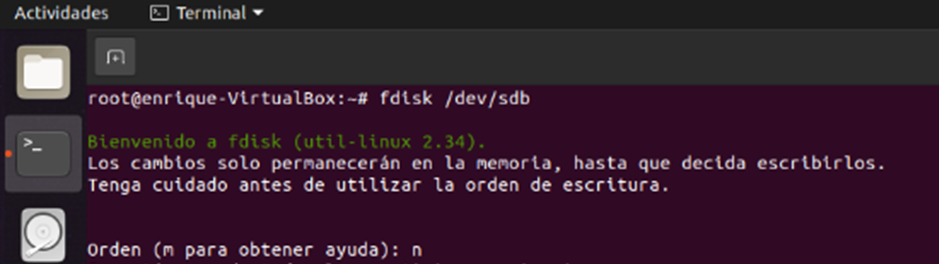 Actividades Terminal
root@enrique-VirtualBox:~# fdisk /dev/sdb
Bienvenido a fdisk (util-linux 2.34).
Los cambios solo permanecerán en la memoria, hasta que decida escribirlos.
Tenga cuidado antes de utilizar la orden de escritura.
Orden (m para obtener ayuda): n